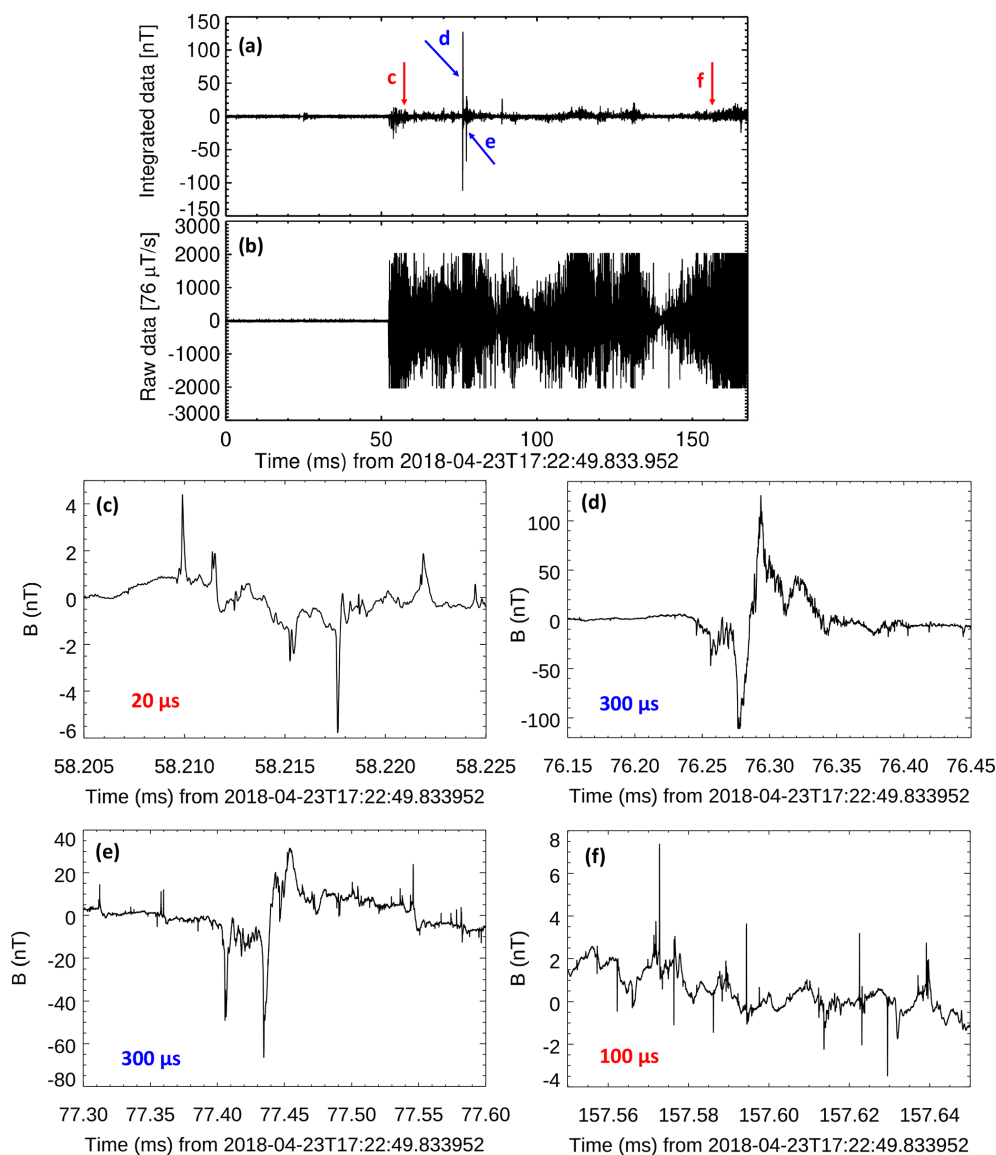 150
100
50
0
-50
-100
-150
Integrated data [nT]
(a)
c
d
e
f
3000
2000
1000
0
-1000
-2000
-3000
Raw data [76 μT/s]
(b)
0 50 100 150
Time (ms) from 2018-04-23T17:22:49.833.952
(c)
4
2
0
-2
-4
-6
B (nT)
20 μs
58.205 58.210 58.215 58.220 58.225
Time (ms) from 2018-04-23T17:22:49.833952
(d)
100
50
0
-50
-100
B (nT)
300 μs
76.15 76.20 76.25 76.30 76.35 76.40 76.45
Time (ms) from 2018-04-23T17:22:49.833952
(e)
40
20
0
-20
-40
-60
-80
B (nT)
300 μs
77.30 77.35 77.40 77.45 77.50 77.55 77.60
Time (ms) from 2018-04-23T17:22:49.833952
(f)
8
6
4
2
0
-2
-4
B (nT)
100 μs
157.56 157.58 157.60 157.62 157.64
Time (ms) from 2018-04-23T17:22:49.833952